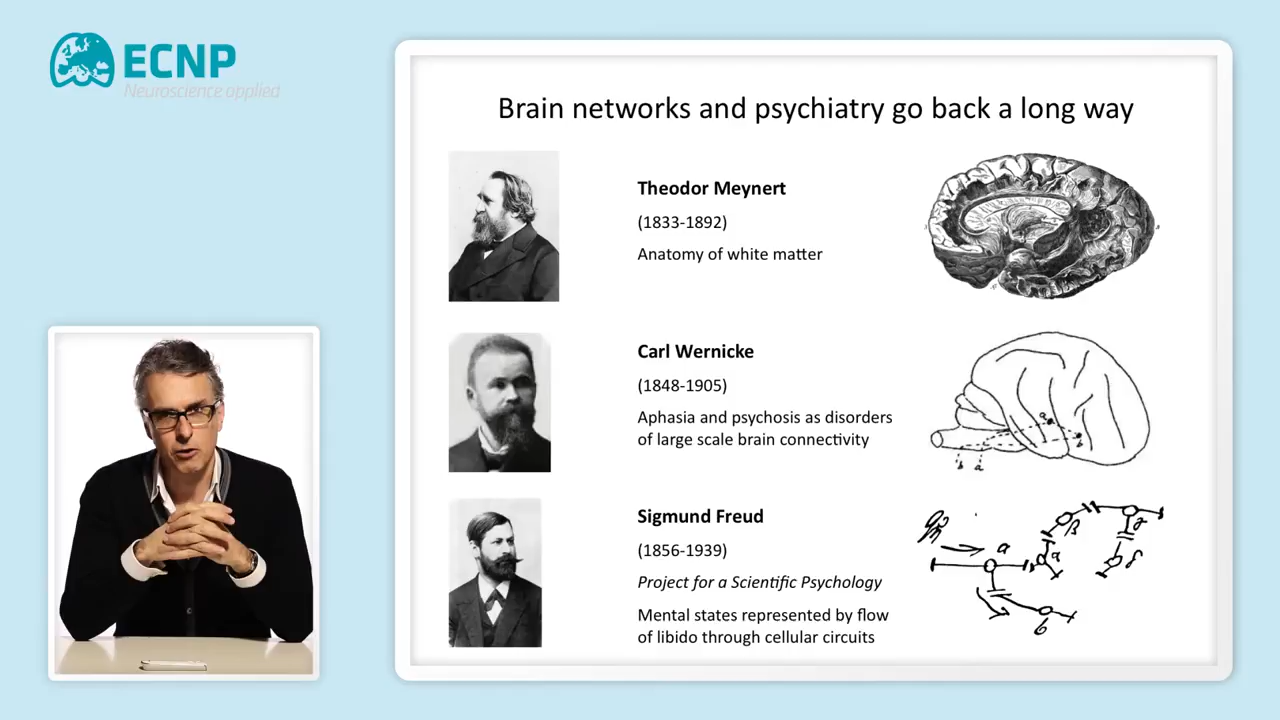 ECNP
Neuroscience applied
Brain networks and psychiatry go back a long way
Theodor Meynert
(1833-1892)
Anatomy of white matter
Carl Wernicke
(1848-1905)
Aphasia and psychosis as disorders
of large scale brain connectivity
a
b
b
a
Sigmund Freud
(1856-1939)
Project for a Scientific Psychology
Mental states represented by flow
of libido through cellular circuits
a
α
β
γ
δ
b